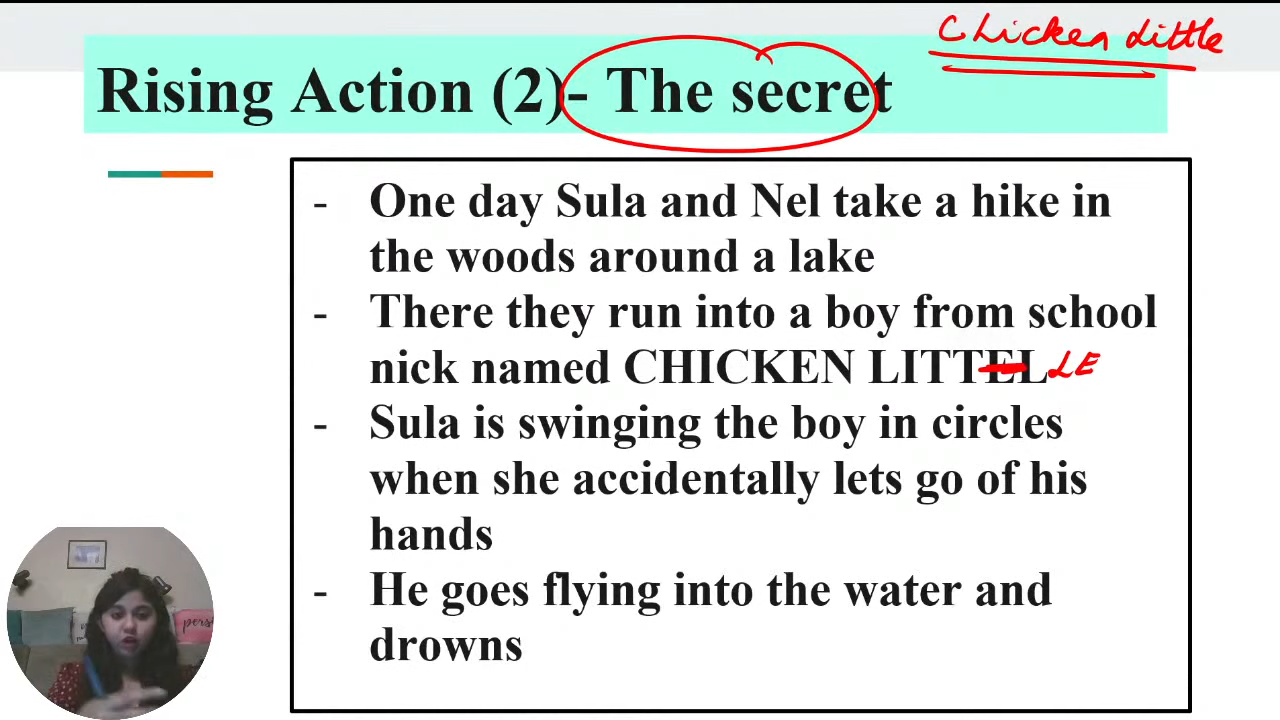 Chicken Little
Rising Action (2)- The secret
- One day Sula and Nel take a hike in
the woods around a lake
- There they run into a boy from school
nick named CHICKEN LITTEL LE
- Sula is swinging the boy in circles
when she accidentally lets go of his
hands
- He goes flying into the water and
drowns